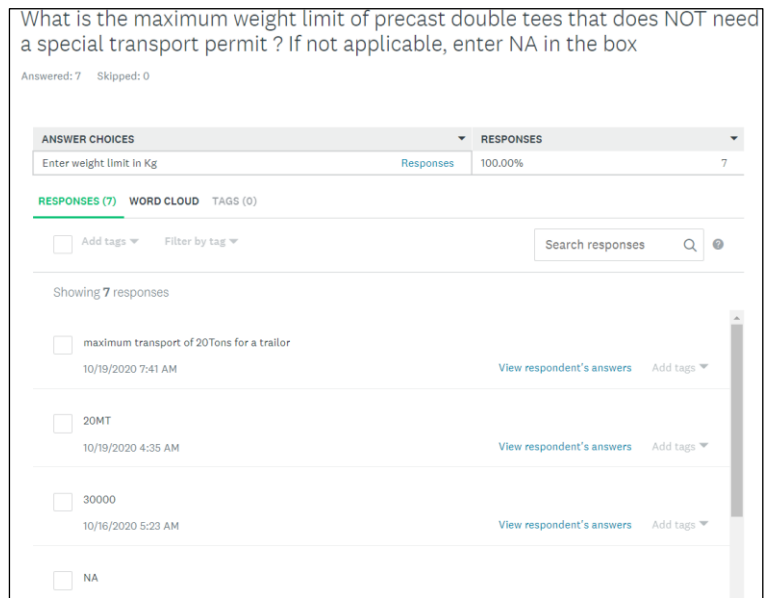 What is the maximum weight limit of precast double tees that does NOT need
a special transport permit ? If not applicable, enter NA in the box
Answered: 7 Skipped: 0
ANSWER CHOICES RESPONSES
Enter weight limit in Kg Responses 100.00% 7
RESPONSES (7) WORD CLOUD TAGS (0)
Add tags Filter by tag Search responses
Showing 7 responses
maximum transport of 20Tons for a trailor
10/19/2020 7:41 AM View respondent's answers Add tags
20MT
10/19/2020 4:35 AM View respondent's answers Add tags
30000
10/16/2020 5:23 AM View respondent's answers Add tags
NA